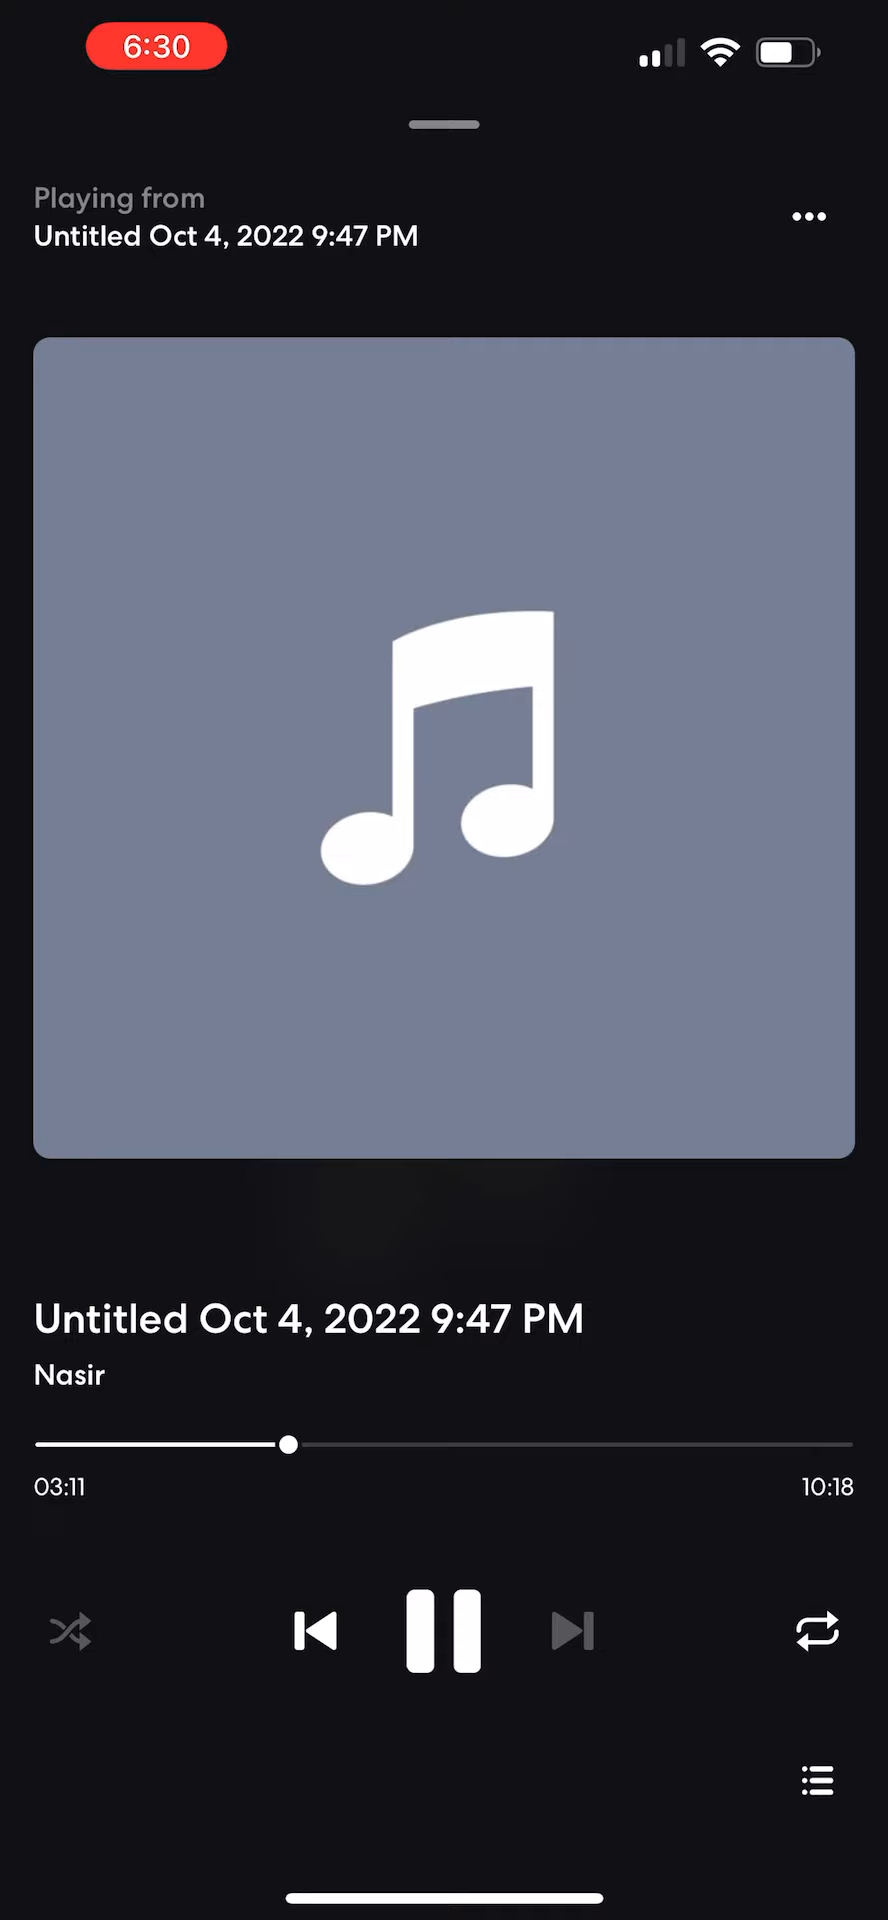 6:30
Playing from
Untitled Oct 4, 2022 9:47 PM
Untitled Oct 4, 2022 9:47 PM
Nasir
03:11
10:18